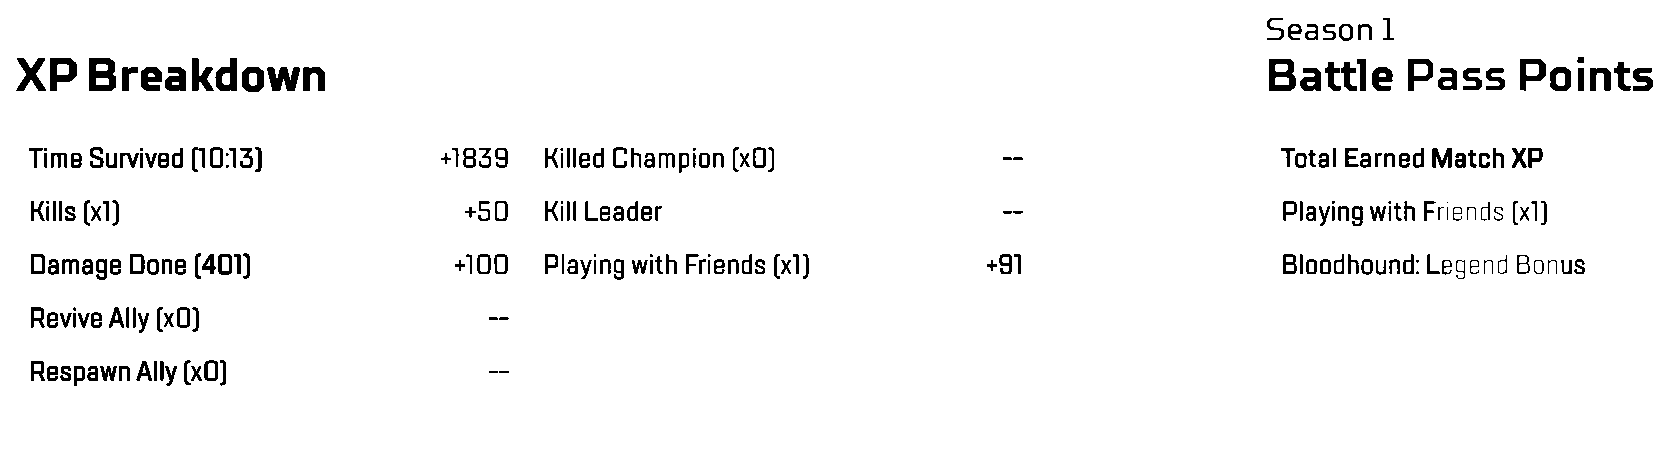 Season 1
XP Breakdown Battle Pass Points
Time Survived (10:13) +1839 Killed Champion (x0) -- Total Earned Match XP
Kills (x1) +50 Kill Leader -- Playing with Friends (x1)
Damage Done (401) +100 Playing with Friends (x1) +91 Bloodhound: Legend Bonus
Revive Ally (x0) --
Respawn Ally (x0) --